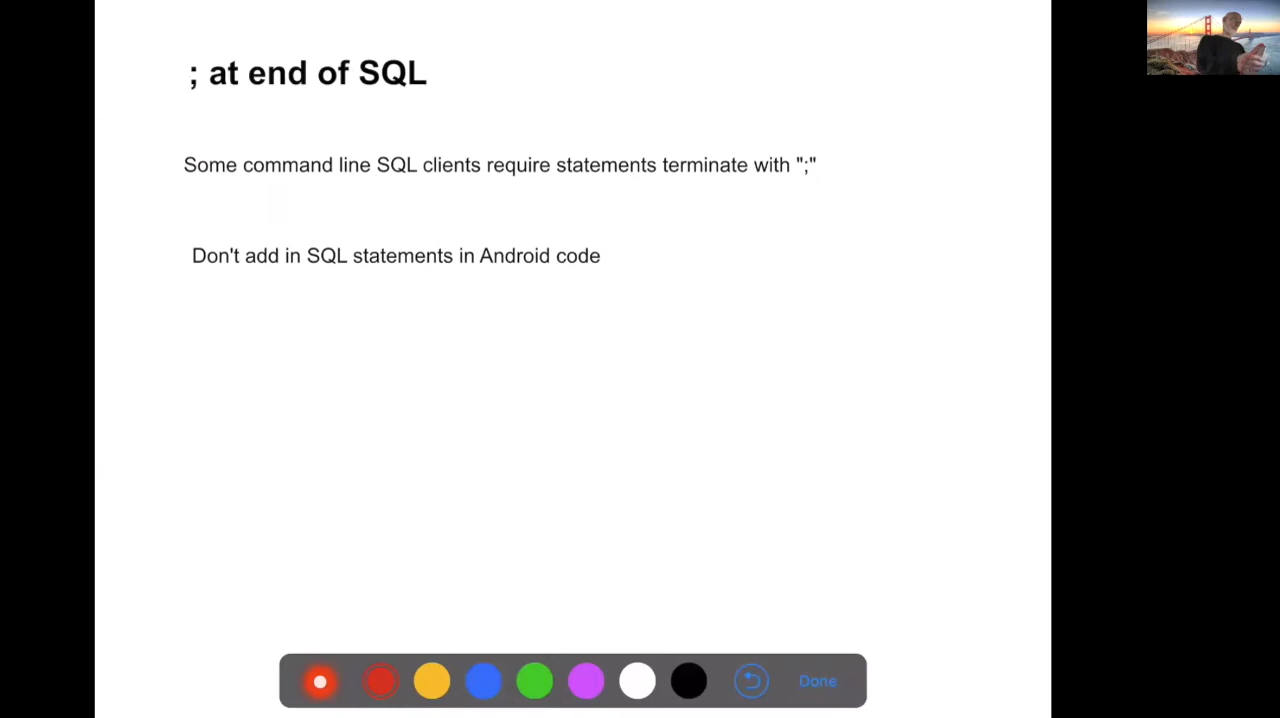 ; at end of SQL
Some command line SQL clients require statements terminate with ";"
Don't add in SQL statements in Android code
Done